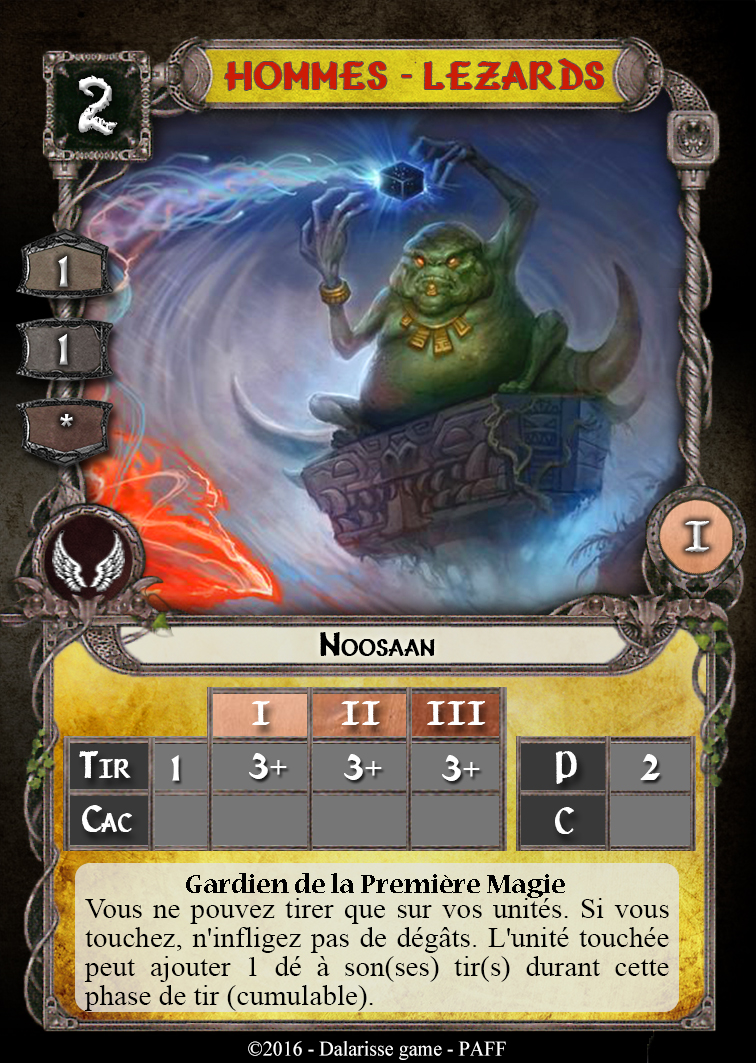 HOMMES - LEZARDS
2
1
1
*
I
NOOSAAN
I II III
TIR 1 3+ 3+ 3+ P 2
CAC C
Gardien de la Première Magie
Vous ne pouvez tirer que sur vos unités. Si vous
touchez, n'infligez pas de dégâts. L'unité touchée
peut ajouter 1 dé à son(ses) tir(s) durant cette
phase de tir (cumulable).
©2016 - Dalarisse game - PAFF